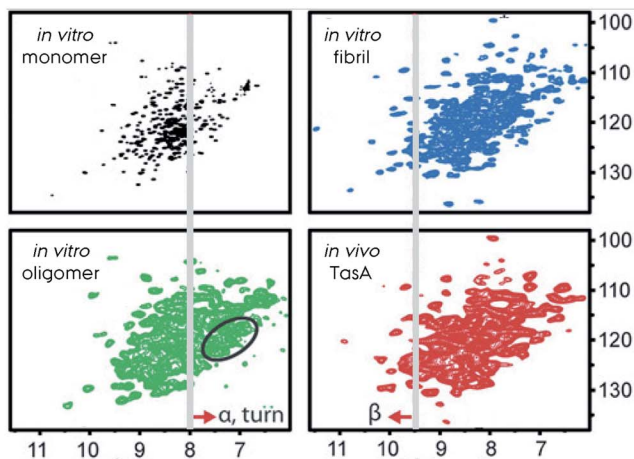 in vitro
monomer
in vitro
fibril
100
110
120
130
in vitro
oligomer
α, turn
in vivo
TasA
β
100
110
120
130
11 10 9 8 7
11 10 9 8 7